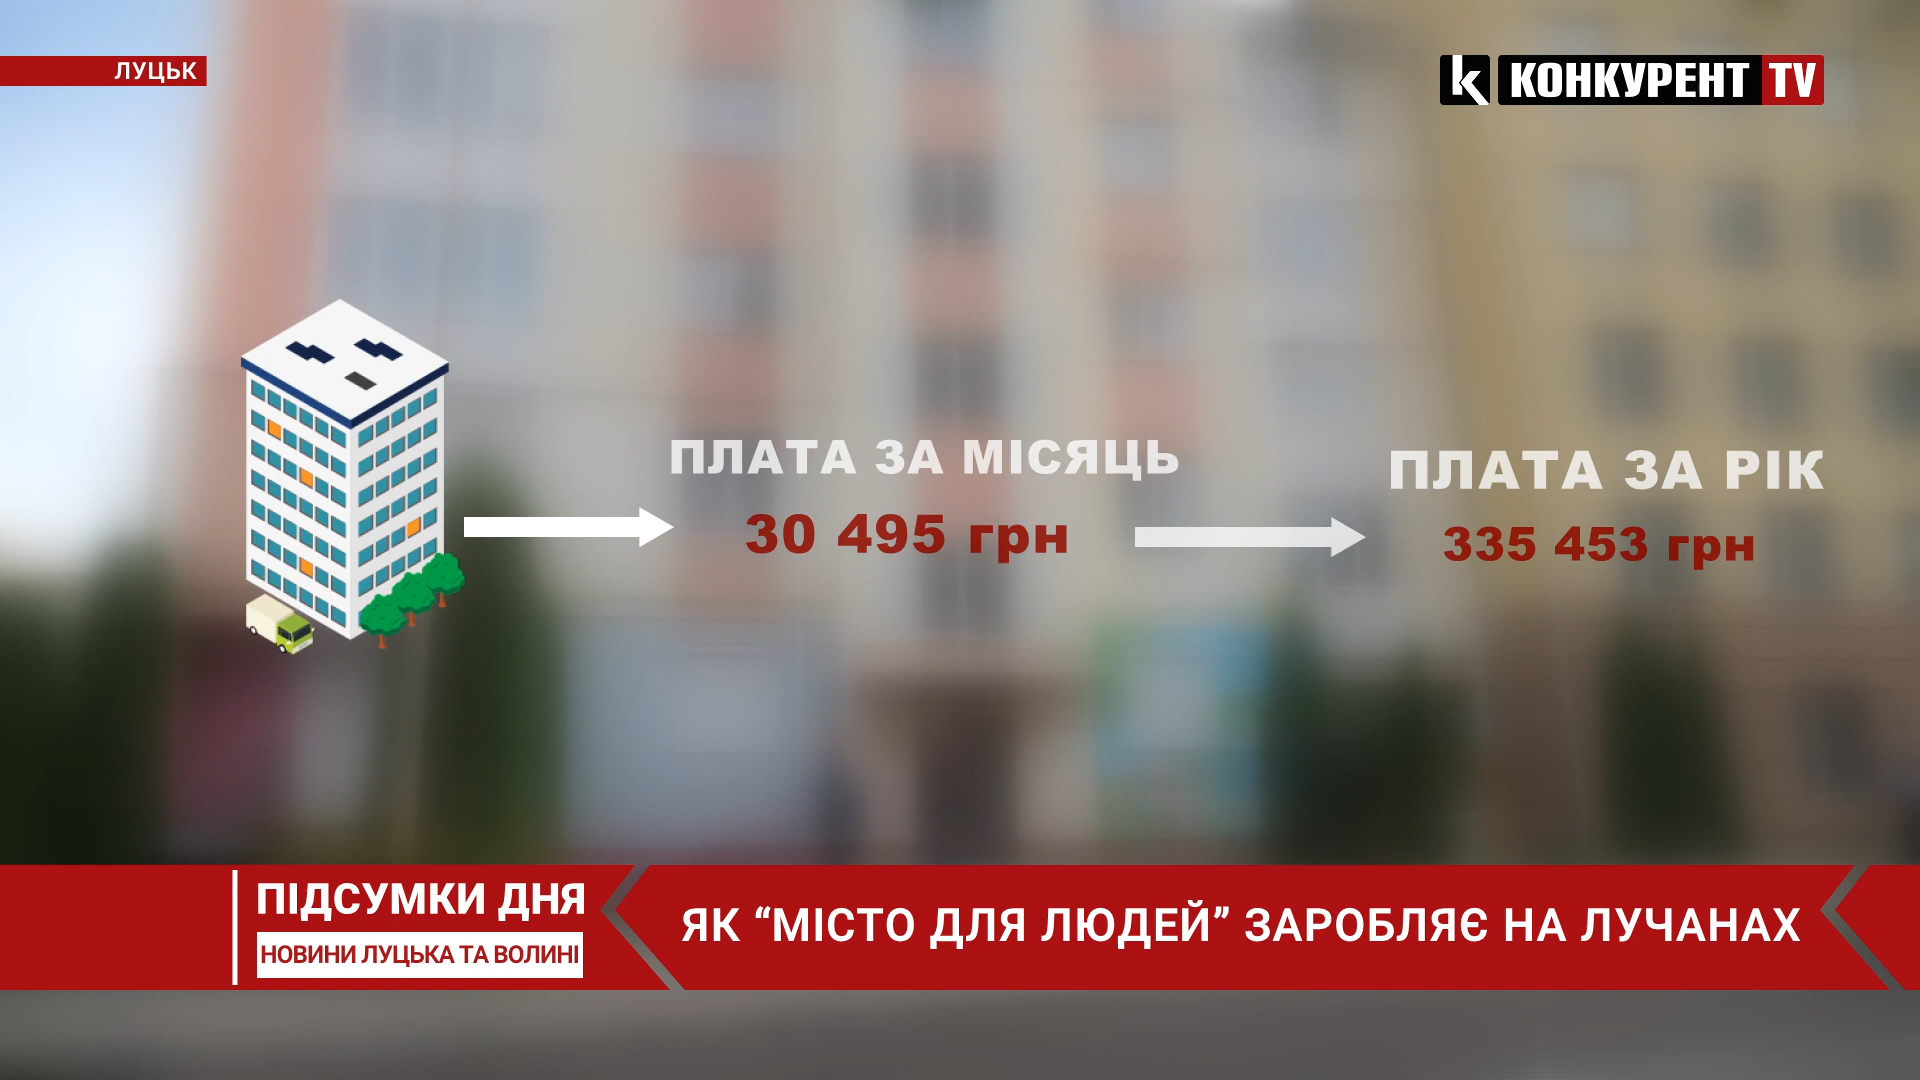 ЛУЦЬК
k КОНКУРЕНТ TV
ПЛАТА ЗА МІСЯЦЬ
30 495 грн
ПЛАТА ЗА РІК
335 453 грн
ПІДСУМКИ ДНЯ
НОВИНИ ЛУЦЬКА ТА ВОЛИНІ
ЯК “МІСТО ДЛЯ ЛЮДЕЙ” ЗАРОБЛЯЄ НА ЛУЧАНАХ